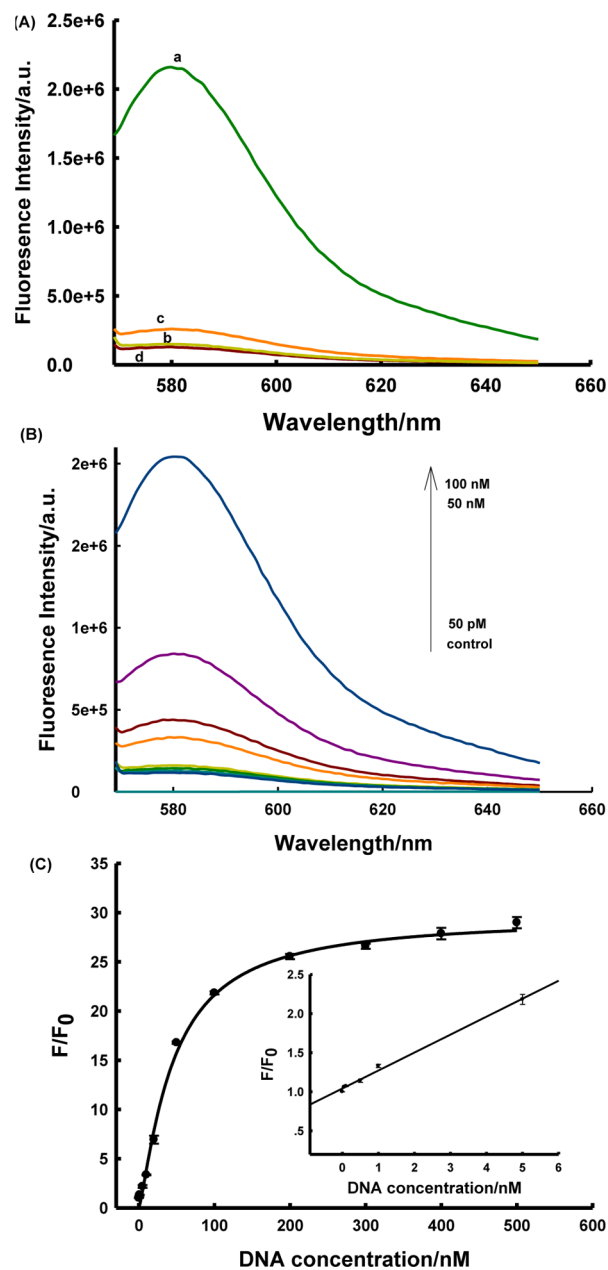 (A)
2.5e+6
2.0e+6
1.5e+6
1.0e+6
5.0e+5
0.0
Fluoresence Intensity/a.u.
a
c
b
d
580 600 620 640 660
Wavelength/nm
(B)
2e+6
2e+6
1e+6
5e+5
0
Fluoresence Intensity/a.u.
100 nM
50 nM
50 pM
control
580 600 620 640 660
Wavelength/nm
(C)
35
30
25
20
15
10
5
0
F/F0
2.5
2.0
1.5
1.0
.5
F/F0
0 1 2 3 4 5 6
DNA concentration/nM
0 100 200 300 400 500 600
DNA concentration/nM